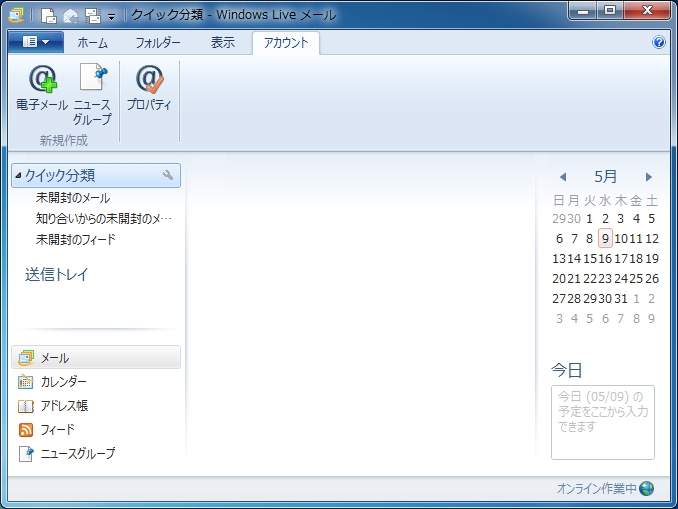 クイック分類 - Windows Live メール
ホーム フォルダー 表示 アカウント
電子メール ニュースグループ プロパティ
新規作成
クイック分類
未開封のメール
知り合いからの未開封のメ…
未開封のフィード
送信トレイ
メール
カレンダー
アドレス帳
フィード
ニュースグループ
5月
日 月 火 水 木 金 土
29 30 1 2 3 4 5
6 7 8 9 10 11 12
13 14 15 16 17 18 19
20 21 22 23 24 25 26
27 28 29 30 31 1 2
3 4 5 6 7 8 9
今日
今日 (05/09) の
予定をここから入力
できます
オンライン作業中